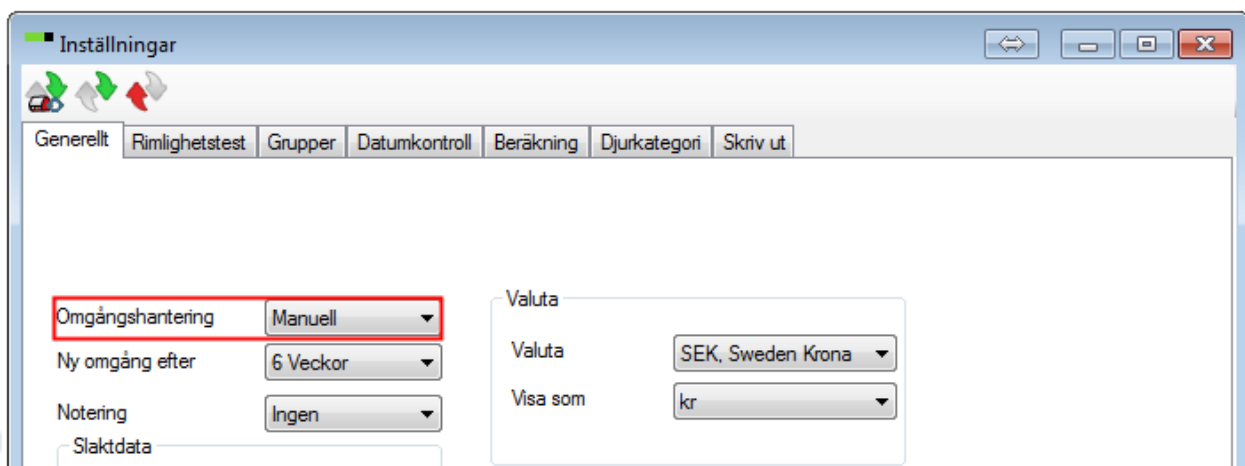 Inställningar
Generellt Rimlighetstest Grupper Datumkontroll Beräkning Djurkategori Skriv ut
Omgångshantering Manuell
Ny omgång efter 6 Veckor
Notering Ingen
Slaktdata
Valuta
Valuta SEK, Sweden Krona
Visa som kr